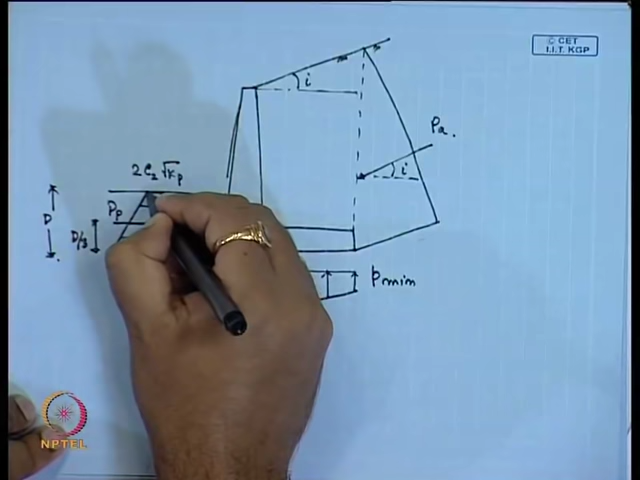 © CET
I.I.T. KGP
i
Pa.
i
2C₂√Kp
Pp
D
D/3
pmin
NPTEL